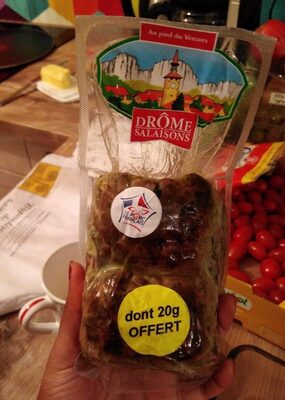 Au pied du Vercors
DRÔME
SALAISONS
dont 20g
OFFERT